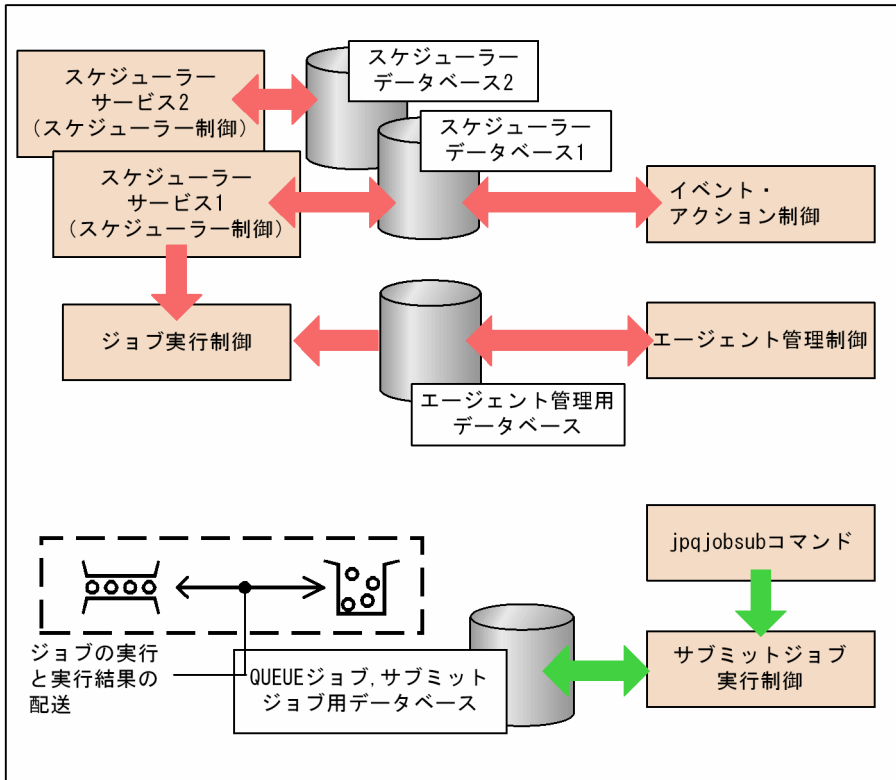 スケジューラー
サービス2
(スケジューラー制御)
スケジューラー
データベース2
スケジューラー
データベース1
スケジューラー
サービス1
(スケジューラー制御)
イベント・
アクション制御
ジョブ実行制御
エージェント管理制御
エージェント管理用
データベース
jpqjobsubコマンド
ジョブの実行
と実行結果の
配送
QUEUEジョブ,サブミット
ジョブ用データベース
サブミットジョブ
実行制御